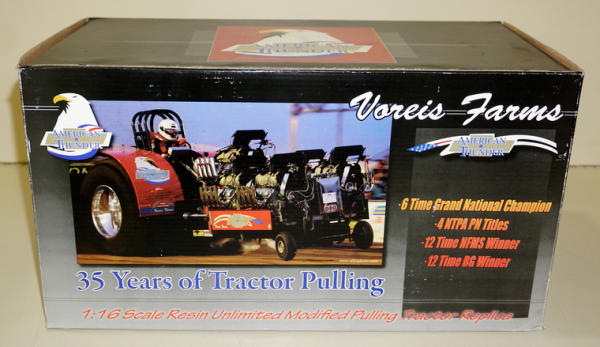 AMERICAN
Voreis Farms
AMERICAN
THUNDER
AMERICAN
THUNDER
·6 Time Grand National Champion
·4 NTPA PN Titles
·12 Time NFMS Winner
·12 Time BG Winner
35 Years of Tractor Pulling
1:16 Scale Resin Unlimited Modified Pulling Tractor Replica